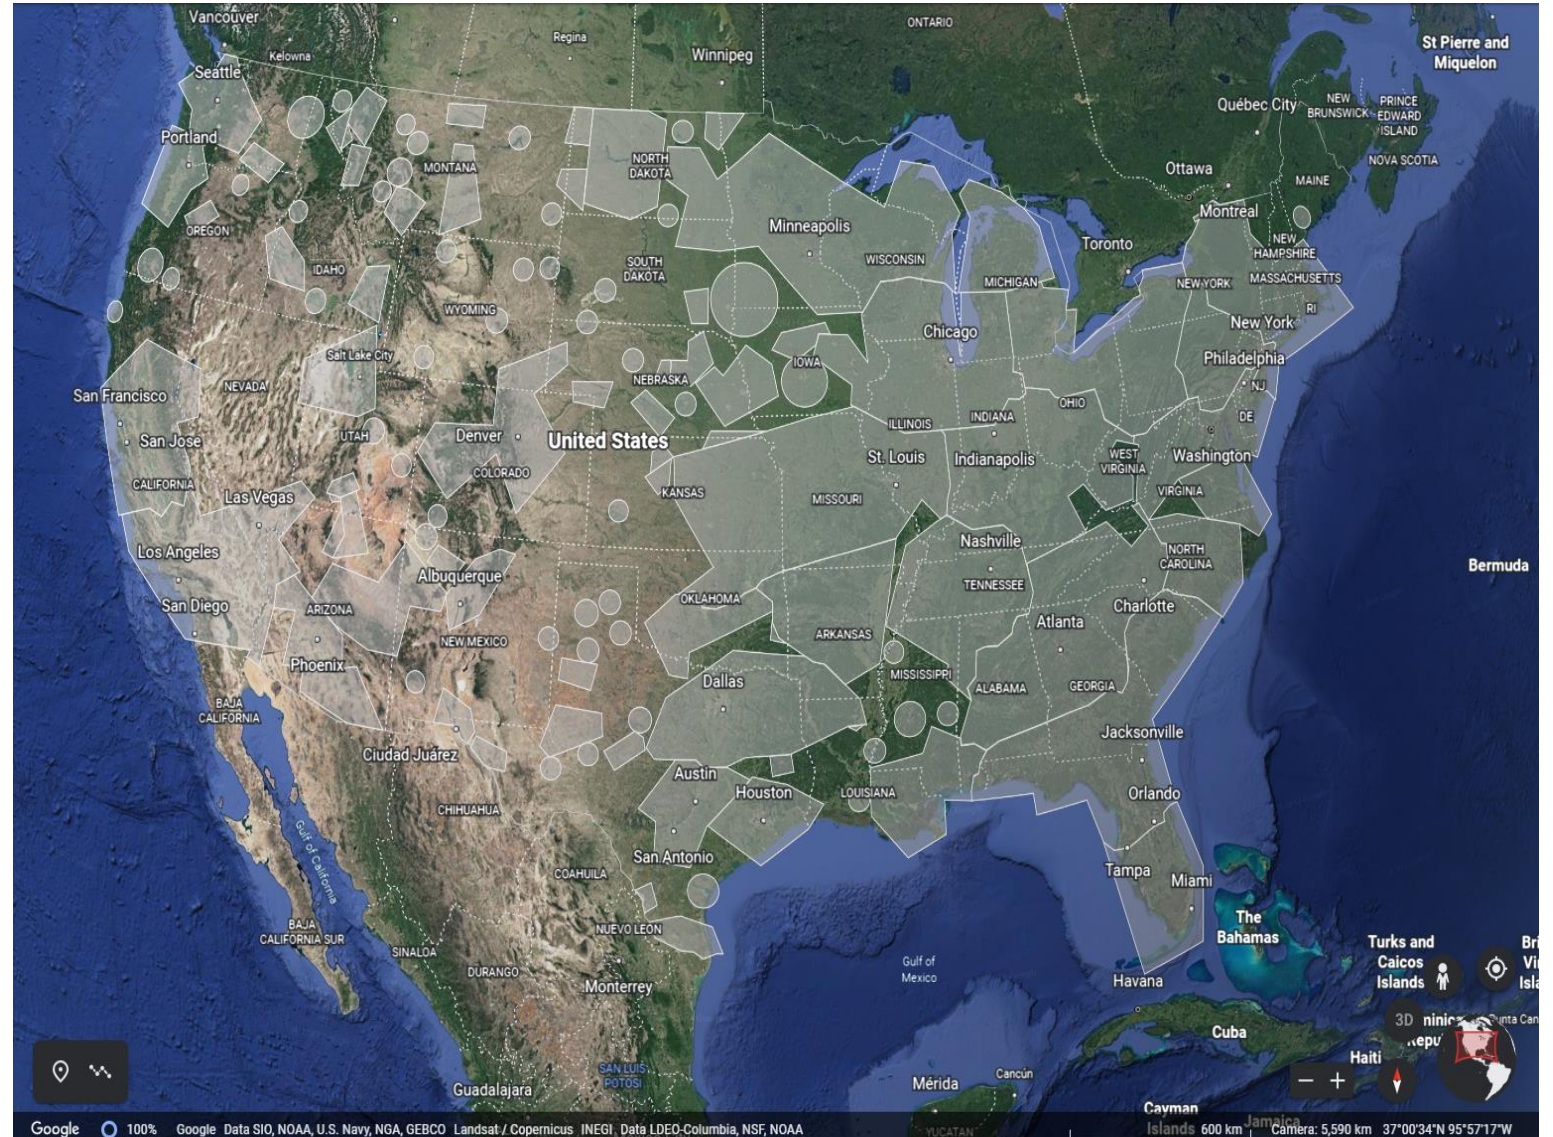 Vancouver
Kelowna
Seattle
Portland
Regina
Winnipeg
ONTARIO
St Pierre and
Miquelon
Québec City
NEW
BRUNSWICK
PRINCE
EDWARD
ISLAND
NOVA SCOTIA
Ottawa
MAINE
Montreal
MONTANA
NORTH
DAKOTA
OREGON
IDAHO
Minneapolis
WISCONSIN
Toronto
NEW
HAMPSHIRE
MICHIGAN
NEW YORK
MASSACHUSETTS
SOUTH
DAKOTA
WYOMING
Chicago
New York
RI
Salt Lake City
IOWA
Philadelphia
San Francisco
NEVADA
NEBRASKA
NJ
OHIO
DE
San Jose
UTAH
Denver
United States
ILLINOIS
INDIANA
COLORADO
St. Louis
Indianapolis
WEST
VIRGINIA
Washington
CALIFORNIA
Las Vegas
KANSAS
MISSOURI
VIRGINIA
Los Angeles
Nashville
NORTH
CAROLINA
Bermuda
Albuquerque
TENNESSEE
San Diego
ARIZONA
OKLAHOMA
Charlotte
Atlanta
NEW MEXICO
ARKANSAS
Phoenix
Dallas
MISSISSIPPI
ALABAMA
GEORGIA
BAJA
CALIFORNIA
Ciudad Juárez
Jacksonville
Austin
Houston
LOUISIANA
Orlando
CHIHUAHUA
Gulf of California
San Antonio
COAHUILA
Tampa
Miami
BAJA
CALIFORNIA SUR
NUEVO LEON
The
Bahamas
SINALOA
DURANGO
Monterrey
Gulf of
Mexico
Havana
Turks and
Caicos
Islands
Bri
Vi
Isla
3D
Cuba
Haiti
SAN LUIS
POTOSI
Guadalajara
Mérida
Cancún
YUCATAN
Cayman
Islands
Jamaica
Google 100% Google Data SIO, NOAA, U.S. Navy, NGA, GEBCO Landsat / Copernicus INEGI Data LDEO-Columbia, NSF, NOAA
600 km Camera: 5,590 km 37°00'34"N 95°57'17"W